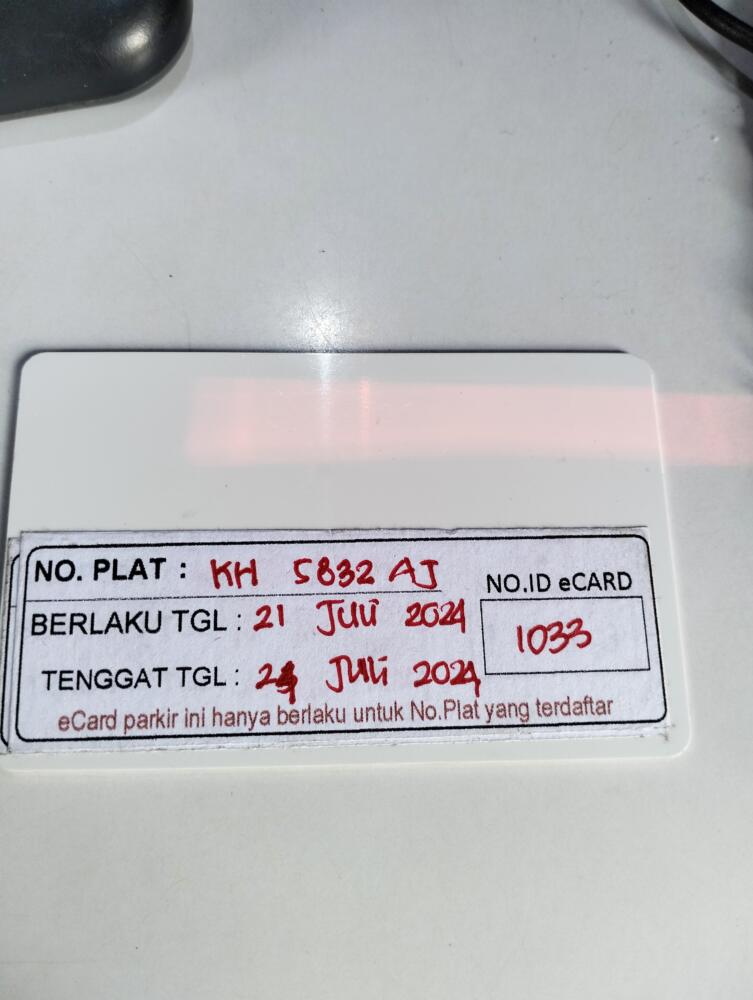 NO. PLAT : KH 5832 AJ
NO.ID eCARD
BERLAKU TGL : 21 JULI 2024
1033
TENGGAT TGL : JULI 2024
eCard parkir ini hanya berlaku untuk No.Plat yang terdaftar